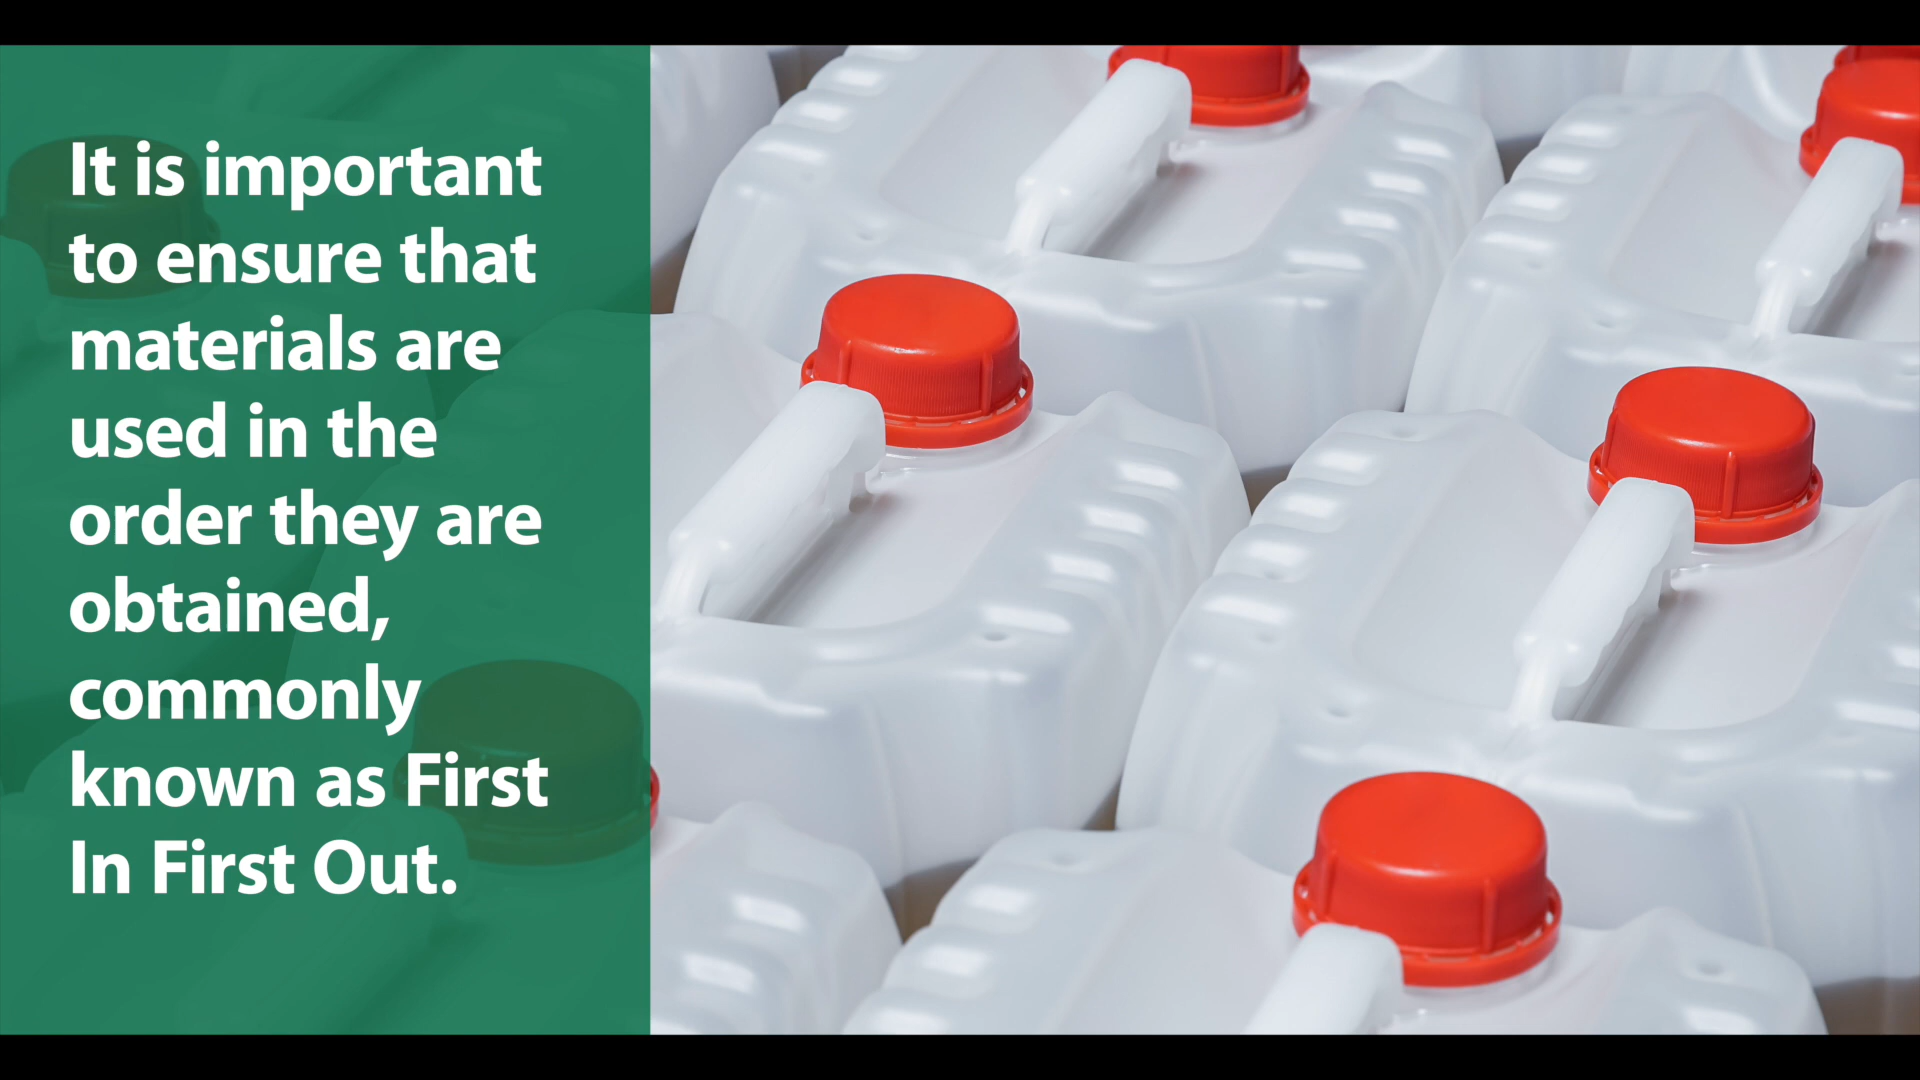 It is important
to ensure that
materials are
used in the
order they are
obtained,
commonly
known as First
In First Out.